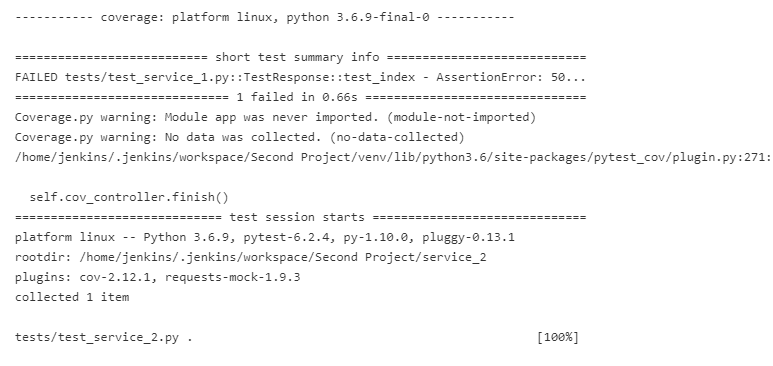 ----------- coverage: platform linux, python 3.6.9-final-0 -----------
=========================== short test summary info ============================
FAILED tests/test_service_1.py::TestResponse::test_index - AssertionError: 50...
============================== 1 failed in 0.66s ===============================
Coverage.py warning: Module app was never imported. (module-not-imported)
Coverage.py warning: No data was collected. (no-data-collected)
/home/jenkins/.jenkins/workspace/Second Project/venv/lib/python3.6/site-packages/pytest_cov/plugin.py:271:
self.cov_controller.finish()
============================= test session starts ==============================
platform linux -- Python 3.6.9, pytest-6.2.4, py-1.10.0, pluggy-0.13.1
rootdir: /home/jenkins/.jenkins/workspace/Second Project/service_2
plugins: cov-2.12.1, requests-mock-1.9.3
collected 1 item
tests/test_service_2.py . [100%]